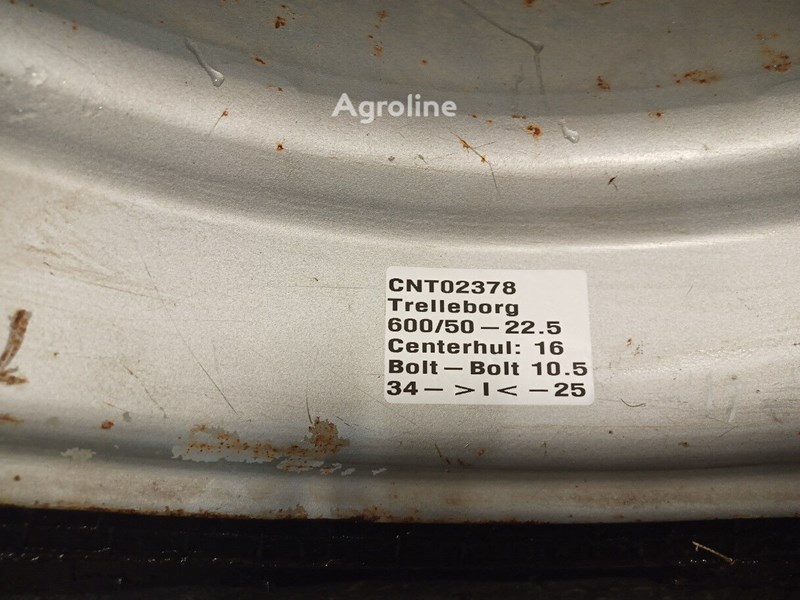 Agroline
CNT02378
Trelleborg
600/50-22.5
Centerhul: 16
Bolt-Bolt 10.5
34- >I< -25